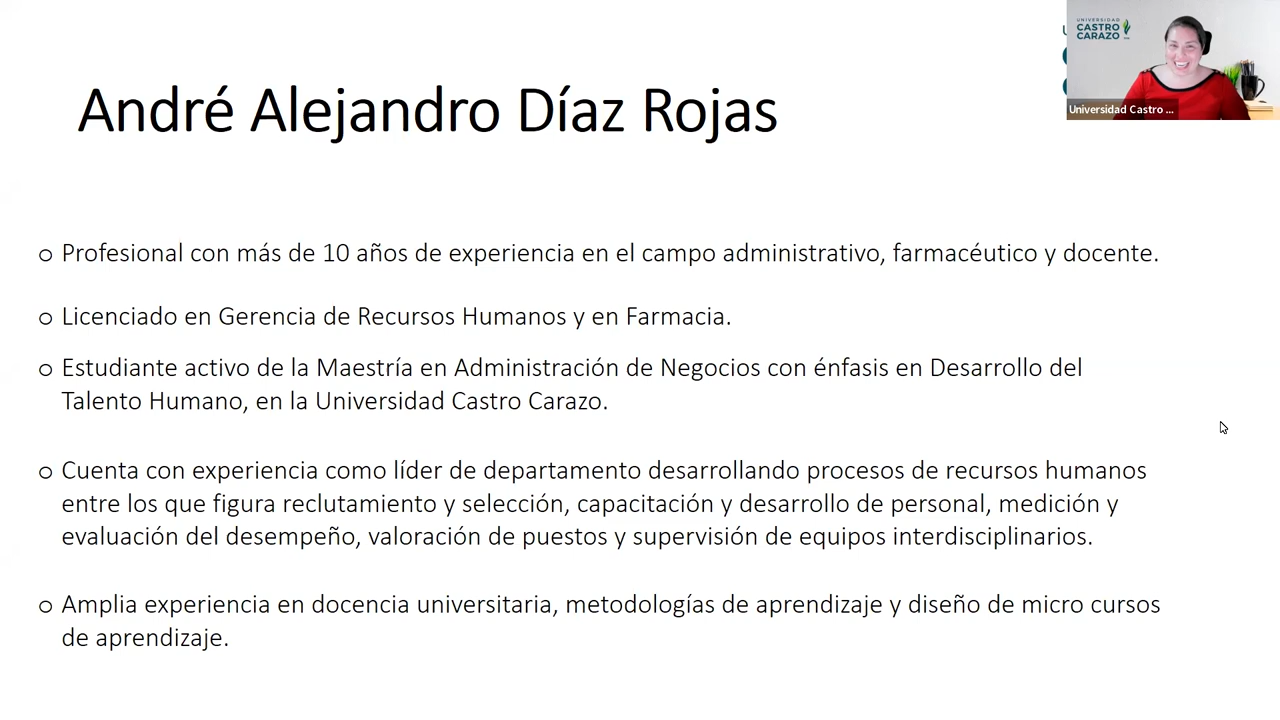 André Alejandro Díaz Rojas
UNIVERSIDAD
CASTRO
CARAZO
Universidad Castro ...
o Profesional con más de 10 años de experiencia en el campo administrativo, farmacéutico y docente.
o Licenciado en Gerencia de Recursos Humanos y en Farmacia.
o Estudiante activo de la Maestría en Administración de Negocios con énfasis en Desarrollo del
Talento Humano, en la Universidad Castro Carazo.
o Cuenta con experiencia como líder de departamento desarrollando procesos de recursos humanos
entre los que figura reclutamiento y selección, capacitación y desarrollo de personal, medición y
evaluación del desempeño, valoración de puestos y supervisión de equipos interdisciplinarios.
o Amplia experiencia en docencia universitaria, metodologías de aprendizaje y diseño de micro cursos
de aprendizaje.